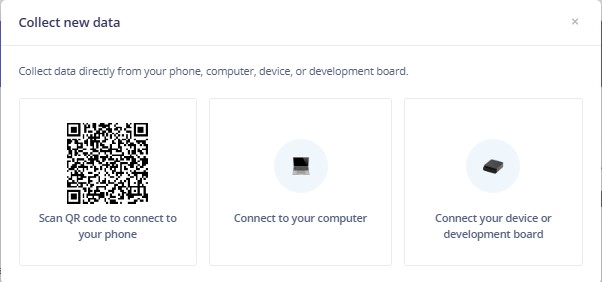 Collect new data
×
Collect data directly from your phone, computer, device, or development board.
Scan QR code to connect to
your phone
Connect to your computer
Connect your device or
development board